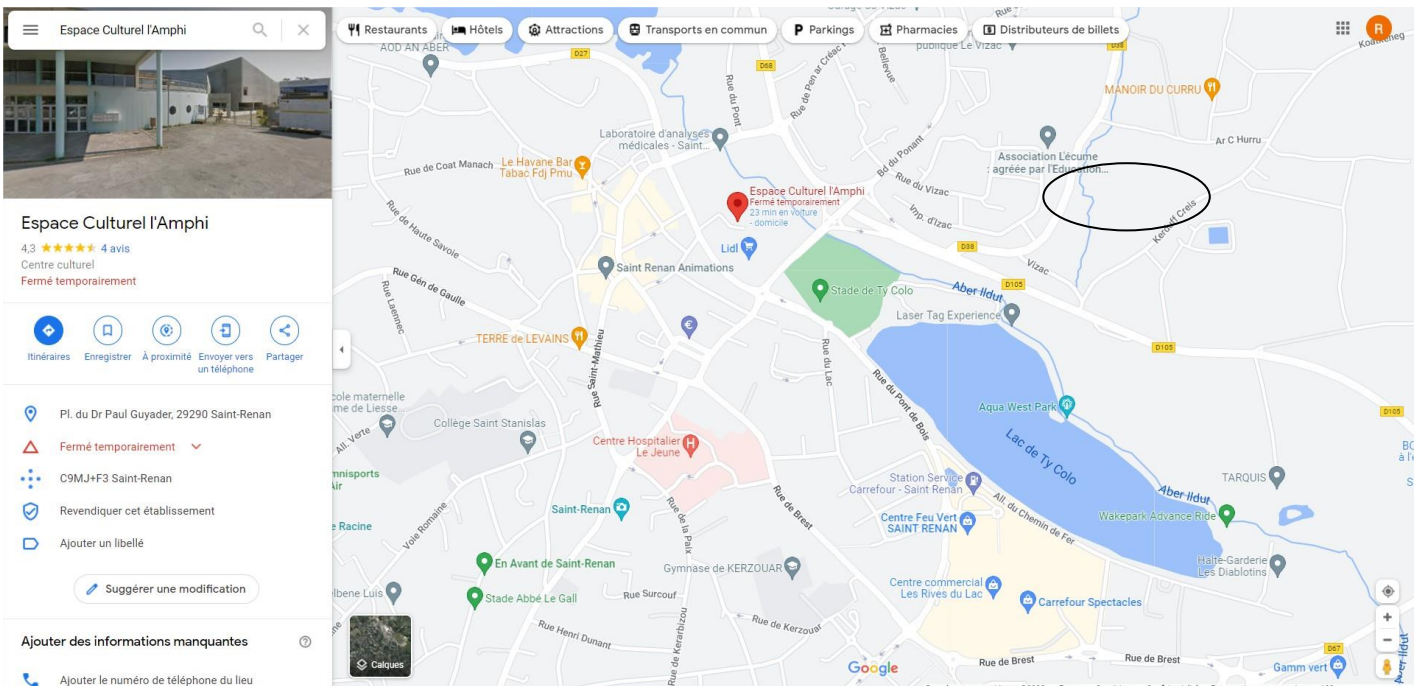 Espace Culturel l'Amphi
Restaurants
Hôtels
Attractions
Transports en commun
Parkings
Pharmacies
Distributeurs de billets
R
Espace Culturel l'Amphi
4,3 4 avis
Centre culturel
Fermé temporairement
Itinéraires
Enregistrer
À proximité
Envoyer vers
un téléphone
Partager
Pl. du Dr Paul Guyader, 29290 Saint-Renan
Fermé temporairement
C9MJ+F3 Saint-Renan
Revendiquer cet établissement
Ajouter un libellé
Suggérer une modification
Ajouter des informations manquantes
Ajouter le numéro de téléphone du lieu
AOD AN ABER
D27
D68
Rue du Pont
Rue de Pen ar Créac'h
Bellevue
publique Le Vizac
D38
MANOIR DU CURRU
Ar C Hurru
Laboratoire d'analyses
médicales - Saint...
Rue de Coat Manach
Le Havane Bar
Tabac Fdj Pmu
Bd du Ponant
Association L'écume
: agréée par l'Education...
Rue du Vizac
Imp. d'Izac
Kerouff Creis
Espace Culturel l'Amphi
Fermé temporairement
23 min en voiture
- domicile
Rue de Haute Savoie
Lidl
D38
Vizac
Saint Renan Animations
Rue Gén de Gaulle
Rue Laennec
Stade de Ty Colo
Aber Ildut
D105
Laser Tag Experience
TERRE de LEVAINS
Rue Saint-Mathieu
Rue du Lac
D105
Rue du Pont de Bois
cole maternelle
me de Liesse...
All. Verte
Collège Saint Stanislas
Aqua West Park
D105
Centre Hospitalier
Le Jeune
Lac de Ty Colo
mnisports
Station Service
Carrefour - Saint Renan
TARQUIS
Aber Ildut
Saint-Renan
Rue de Brest
All. du Chemin de Fer
Wakepark Advance Ride
Centre Feu Vert
SAINT RENAN
e Racine
Voie Romaine
Rue de la Paix
En Avant de Saint-Renan
Gymnase de KERZOUAR
Halte-Garderie
Les Diablotins
elbene Luis
Stade Abbé Le Gall
Rue Surcouf
Centre commercial
Les Rives du Lac
Carrefour Spectacles
Rue Henri Dunant
Rue de Kerarbizou
Rue de Kerzouar
Calques
Google
Rue de Brest
Rue de Brest
D67
Gamm vert
Aber Ildut